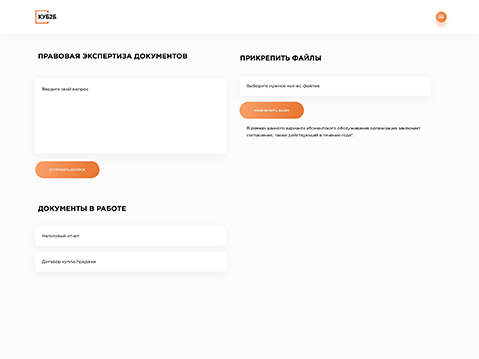 КУБ2Б
ПРАВОВАЯ ЭКСПЕРТИЗА ДОКУМЕНТОВ
Введите свой вопрос
ОТПРАВИТЬ ВОПРОС
ПРИКРЕПИТЬ ФАЙЛЫ
Выберите нужное кол-во файлов
ПРИКРЕПИТЬ ФАЙЛ
В рамках данного варианта абонентского обслуживания организация заключает
соглашение, также действующий в течение года*
ДОКУМЕНТЫ В РАБОТЕ
Налоговый отчет
Договор купли/продажи